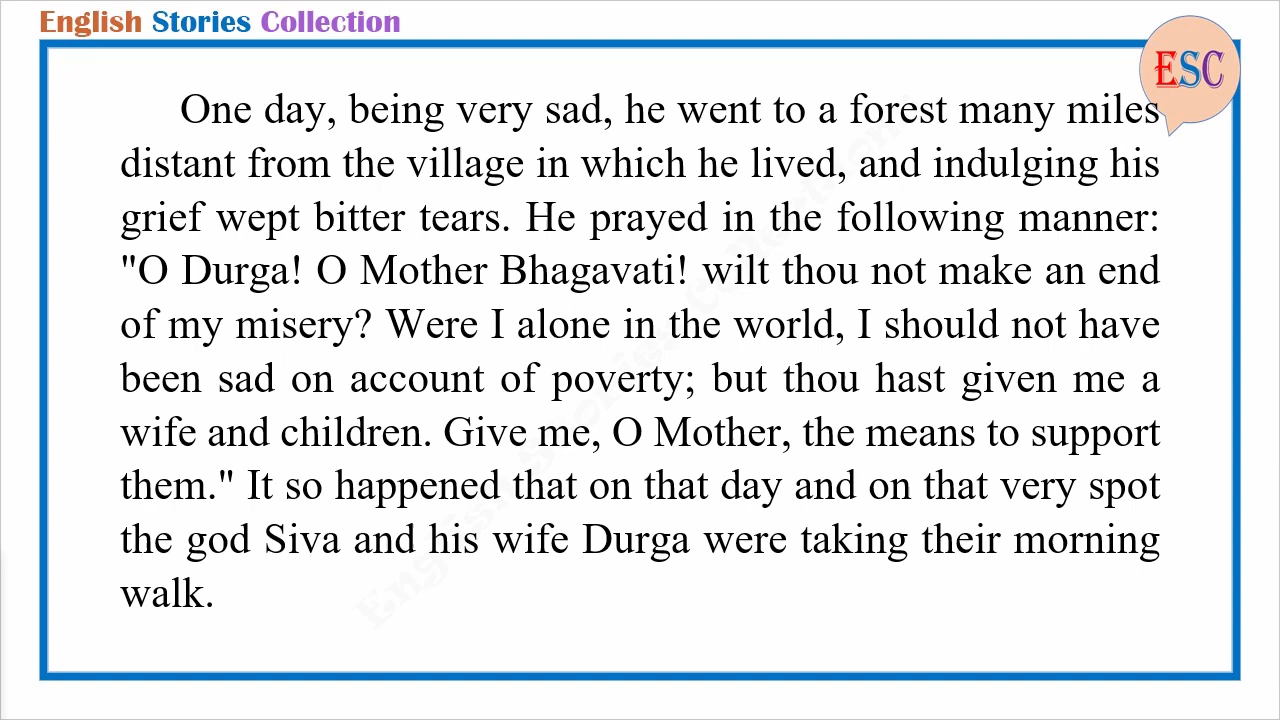 English Stories Collection
ESC
One day, being very sad, he went to a forest many miles
distant from the village in which he lived, and indulging his
grief wept bitter tears. He prayed in the following manner:
"O Durga! O Mother Bhagavati! wilt thou not make an end
of my misery? Were I alone in the world, I should not have
been sad on account of poverty; but thou hast given me a
wife and children. Give me, O Mother, the means to support
them." It so happened that on that day and on that very spot
the god Siva and his wife Durga were taking their morning
walk.
English Stories Collection